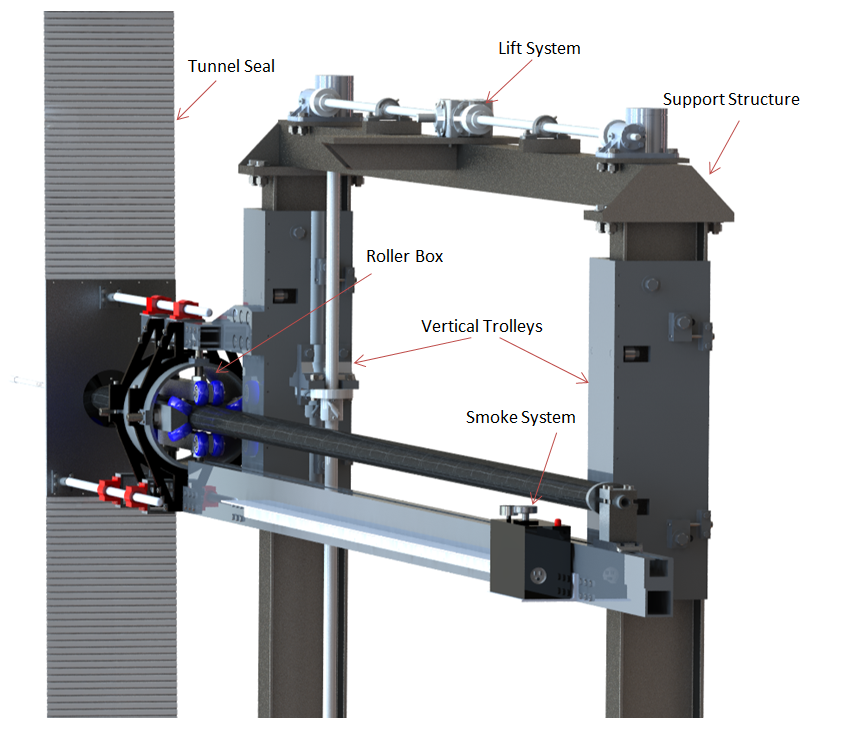 Lift System
Tunnel Seal
Support Structure
Roller Box
Vertical Trolleys
Smoke System